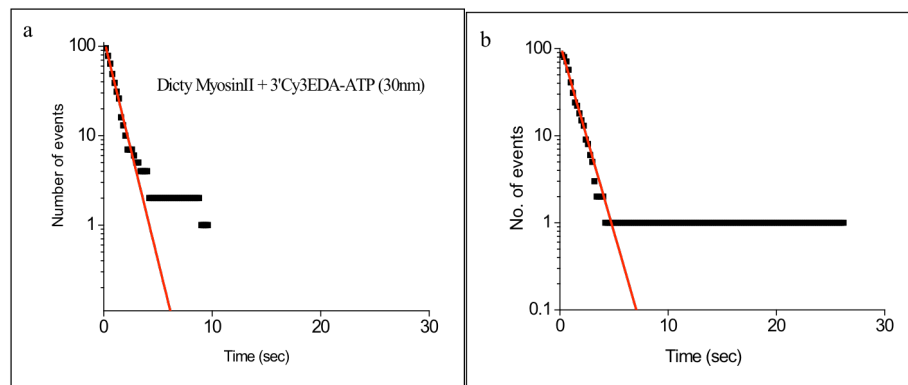 a
100
10
1
Number of events
Dicty MyosinII + 3'Cy3EDA-ATP (30nm)
0
10
20
30
Time (sec)
b
100
10
1
0.1
No. of events
0
10
20
30
Time (sec)